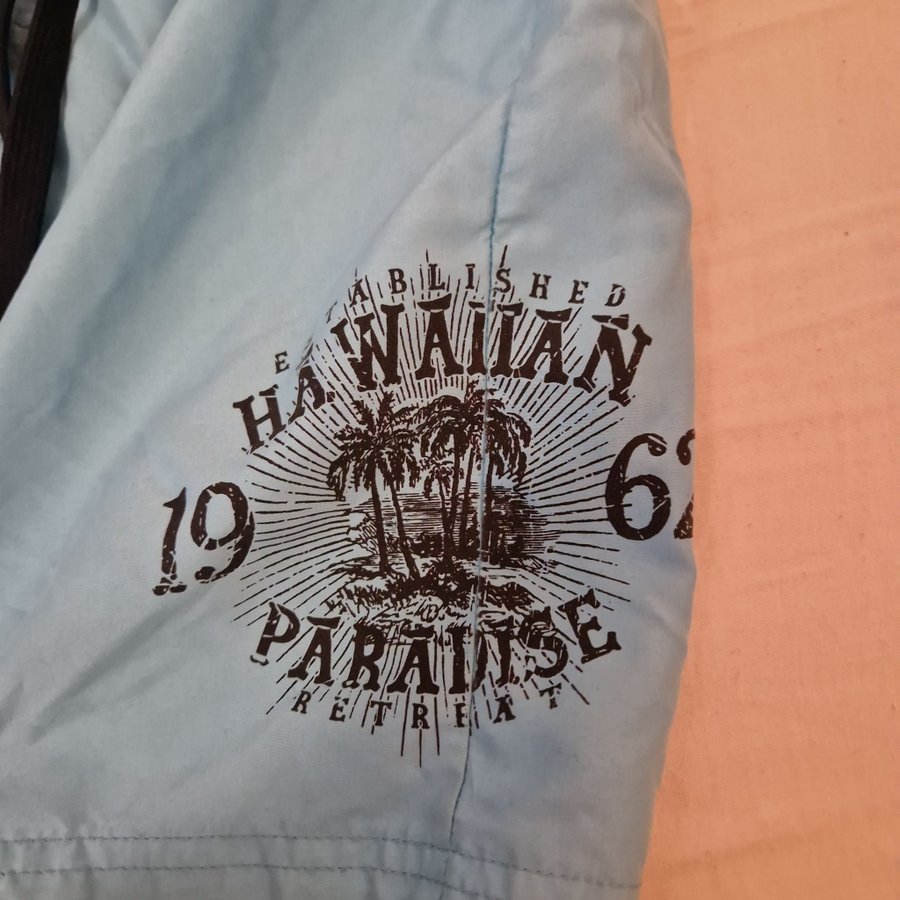 ESTABLISHED
HAWAIIAN
19 62
PARADISE
RETREAT